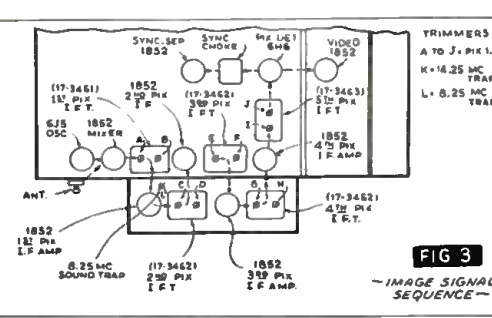 SYNC. SEP
1852
SYNC
CHOKE
PIX DET
6H6
VIDEO
1852
TRIMMERS
A TO J = PIX I.
K = 14.25 MC
TRA
L = 8.25 MC
TRA
(17-3461)
1ST PIX
I.F.T.
1852
2ND PIX
I.F.
(17-3462)
3RD PIX
I.F.T.
(17-3463)
5TH PIX
I.F.T.
J
I
6J5
OSC
1852
MIXER
A
B
E
F
1852
4TH PIX
I.F. AMP.
ANT.
K
L
C
D
G
H
(17-3462)
4TH PIX
I.F.T.
1852
1ST PIX
I.F. AMP
8.25 MC
SOUND TRAP
(17-3462)
2ND PIX
I.F.T.
1852
3RD PIX
I.F. AMP.
FIG 3
-IMAGE SIGNAL
SEQUENCE-